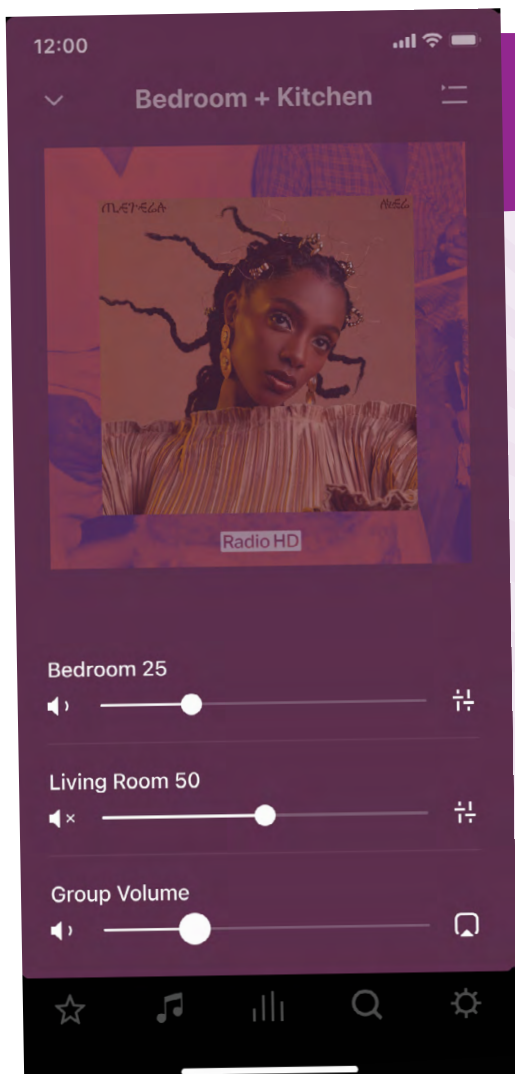 12:00
Bedroom + Kitchen
Radio HD
Bedroom 25
Living Room 50
Group Volume